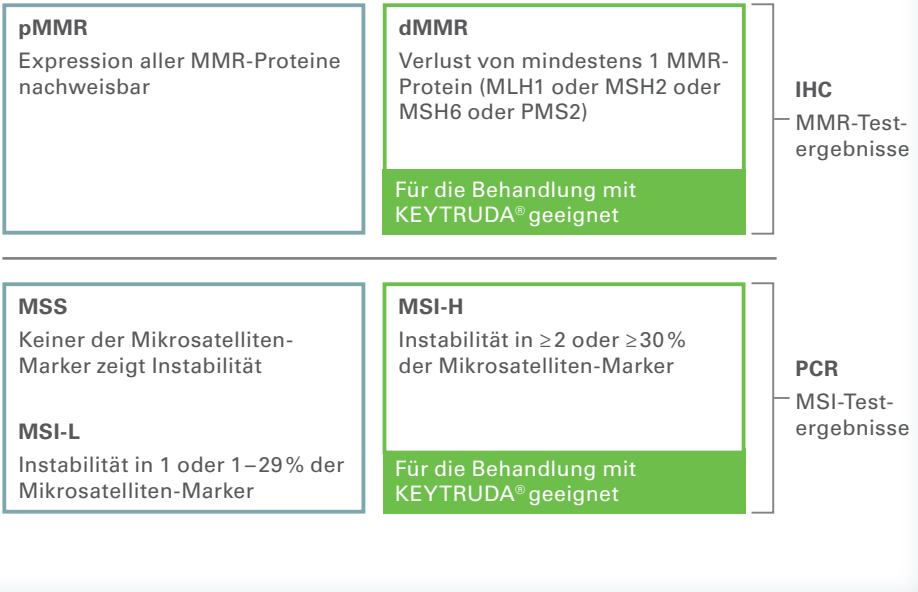 pMMR
Expression aller MMR-Proteine
nachweisbar
dMMR
Verlust von mindestens 1 MMR-
Protein (MLH1 oder MSH2 oder
MSH6 oder PMS2)
Für die Behandlung mit
KEYTRUDA® geeignet
IHC
MMR-Test-
ergebnisse
MSS
Keiner der Mikrosatelliten-
Marker zeigt Instabilität
MSI-L
Instabilität in 1 oder 1–29% der
Mikrosatelliten-Marker
MSI-H
Instabilität in ≥2 oder ≥30%
der Mikrosatelliten-Marker
Für die Behandlung mit
KEYTRUDA® geeignet
PCR
MSI-Test-
ergebnisse